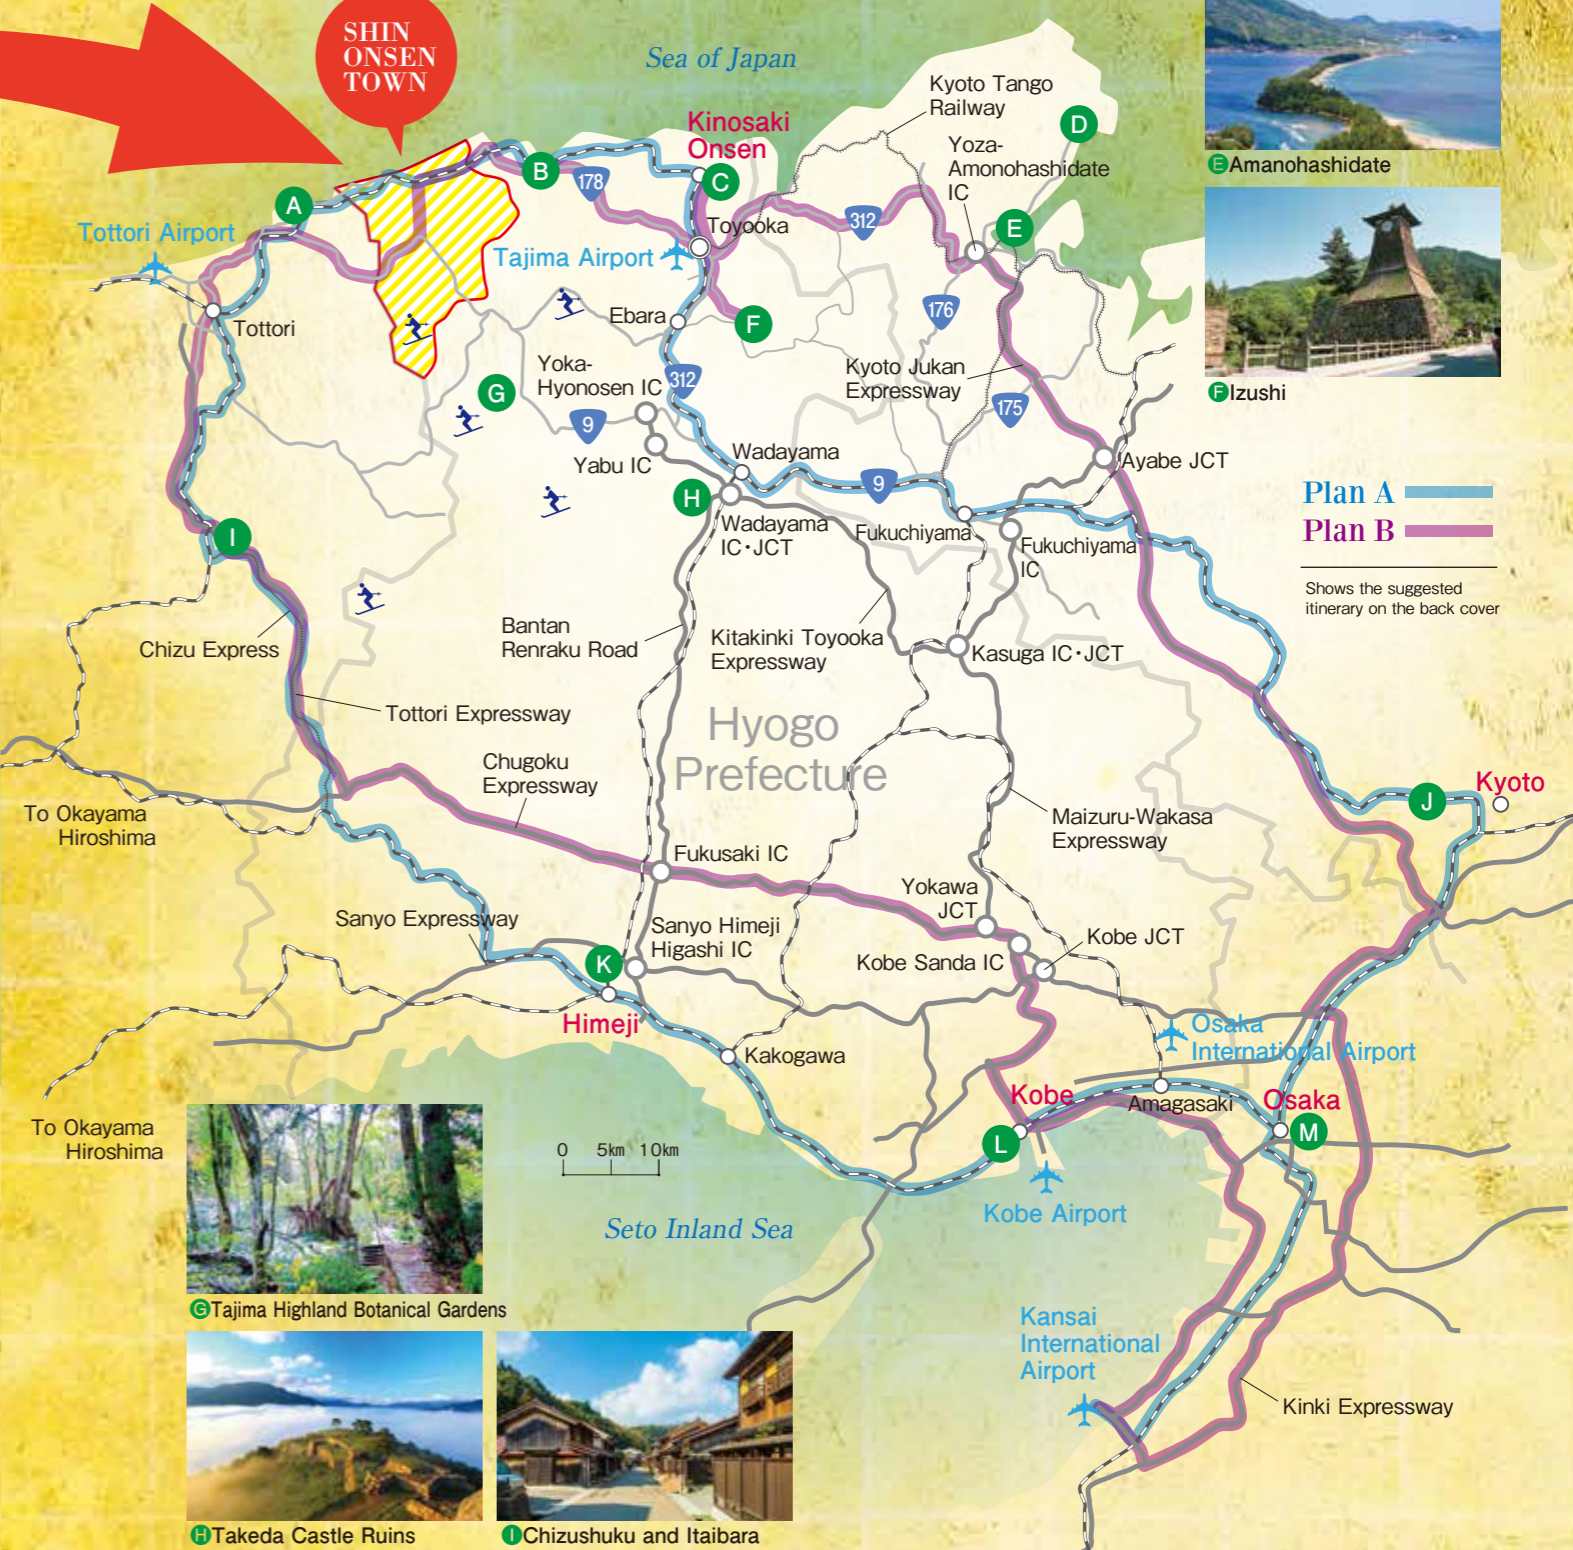 SHIN
ONSEN
TOWN
Sea of Japan
Kyoto Tango
Railway
D
Kinosaki
Onsen
Yoza-
Amonohashidate
IC
E Amanohashidate
B
178
C
A
312
Toyooka
E
Tottori Airport
Tajima Airport
Tottori
Ebara
F
176
Yoka-
Hyonosen IC
312
Kyoto Jukan
Expressway
F Izushi
G
9
175
Yabu IC
Wadayama
Ayabe JCT
H
9
Plan A
Wadayama
IC・JCT
Fukuchiyama
Fukuchiyama
IC
Plan B
I
Shows the suggested
itinerary on the back cover
Chizu Express
Bantan
Renraku Road
Kitakinki Toyooka
Expressway
Kasuga IC・JCT
Tottori Expressway
Hyogo
Prefecture
Chugoku
Expressway
Kyoto
J
To Okayama
Hiroshima
Maizuru-Wakasa
Expressway
Fukusaki IC
Yokawa
JCT
Sanyo Expressway
Sanyo Himeji
Higashi IC
Kobe JCT
K
Kobe Sanda IC
Himeji
Osaka
International Airport
Kakogawa
Kobe
Amagasaki
Osaka
To Okayama
Hiroshima
L
M
0 5km 10km
Kobe Airport
Seto Inland Sea
G Tajima Highland Botanical Gardens
Kansai
International
Airport
Kinki Expressway
H Takeda Castle Ruins
I Chizushuku and Itaibara